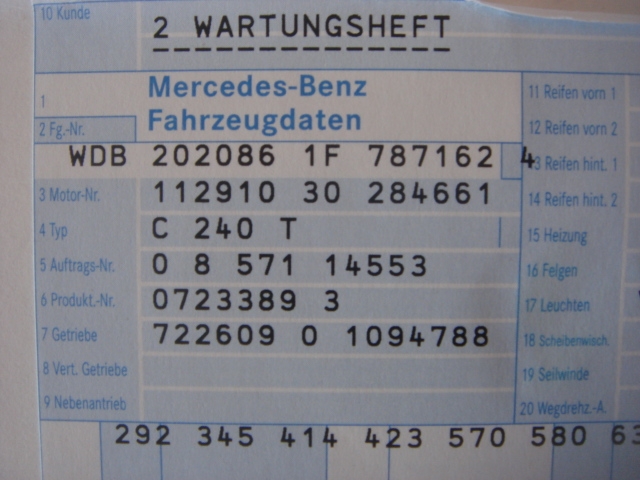 10 Kunde
2 WARTUNGSHEFT
Mercedes-Benz
Fahrzeugdaten
1
2 Fg.-Nr.
WDB 202086 1F 787162 4
3 Motor-Nr. 112910 30 284661
4 Typ C 240 T
5 Auftrags-Nr. 0 8 571 14553
6 Produkt.-Nr. 0723389 3
7 Getriebe 722609 0 1094788
8 Vert. Getriebe
9 Nebenantrieb
11 Reifen vorn 1
12 Reifen vorn 2
13 Reifen hint. 1
14 Reifen hint. 2
15 Heizung
16 Felgen
17 Leuchten
18 Scheibenwisch.
19 Seilwinde
20 Wegdrehz.-A.
292 345 414 423 570 580